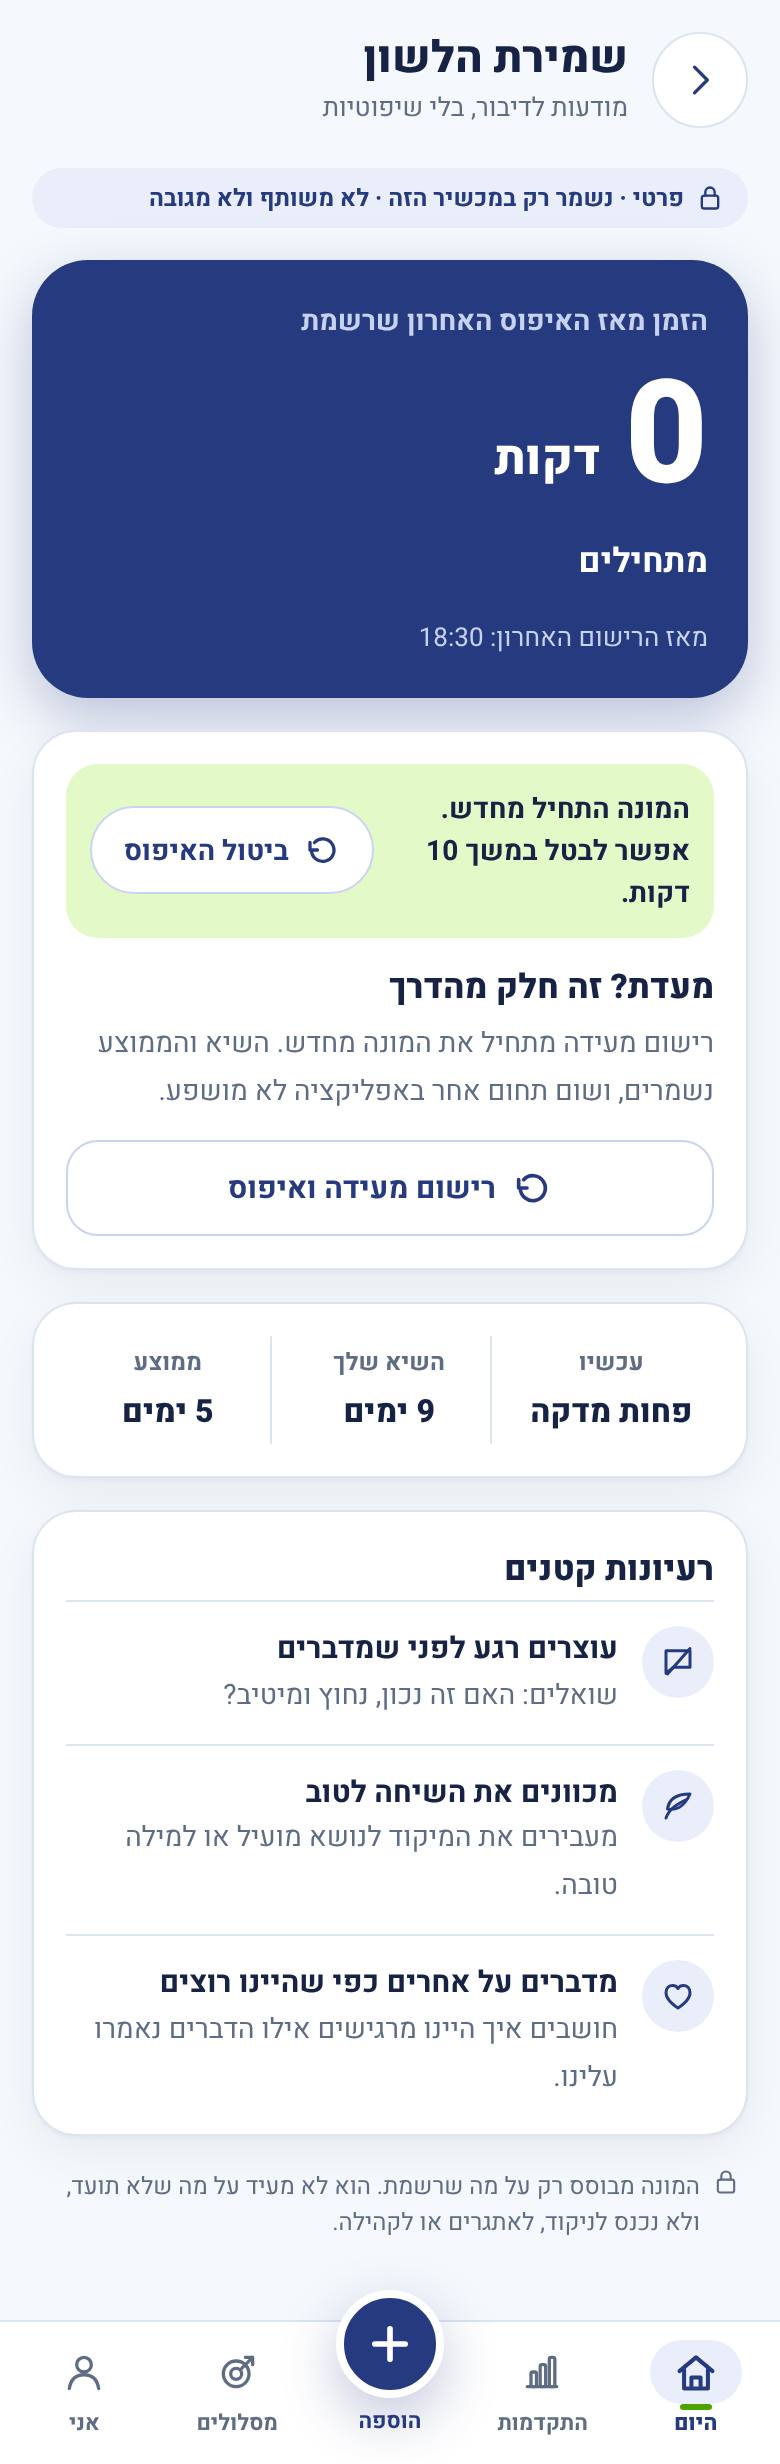 שמירת הלשון
מודעות לדיבור, בלי שיפוטיות
פרטי · נשמר רק במכשיר הזה · לא משותף ולא מגובה
הזמן מאז האיפוס האחרון שרשמת
0 דקות
מתחילים
מאז הרישום האחרון: 18:30
המונה התחיל מחדש.
אפשר לבטל במשך 10
דקות.
ביטול האיפוס
מעדת? זה חלק מהדרך
רישום מעידה מתחיל את המונה מחדש. השיא והממוצע
נשמרים, ושום תחום אחר באפליקציה לא מושפע.
רישום מעידה ואיפוס
עכשיו
פחות מדקה
השיא שלך
9 ימים
ממוצע
5 ימים
רעיונות קטנים
עוצרים רגע לפני שמדברים
שואלים: האם זה נכון, נחוץ ומיטיב?
מכוונים את השיחה לטוב
מעבירים את המיקוד לנושא מועיל או למילה
טובה.
מדברים על אחרים כפי שהיינו רוצים
חושבים איך היינו מרגישים אילו הדברים נאמרו
עלינו.
המונה מבוסס רק על מה שרשמת. הוא לא מעיד על מה שלא תועד,
ולא נכנס לניקוד, לאתגרים או לקהילה.
היום
התקדמות
הוספה
מסלולים
אני